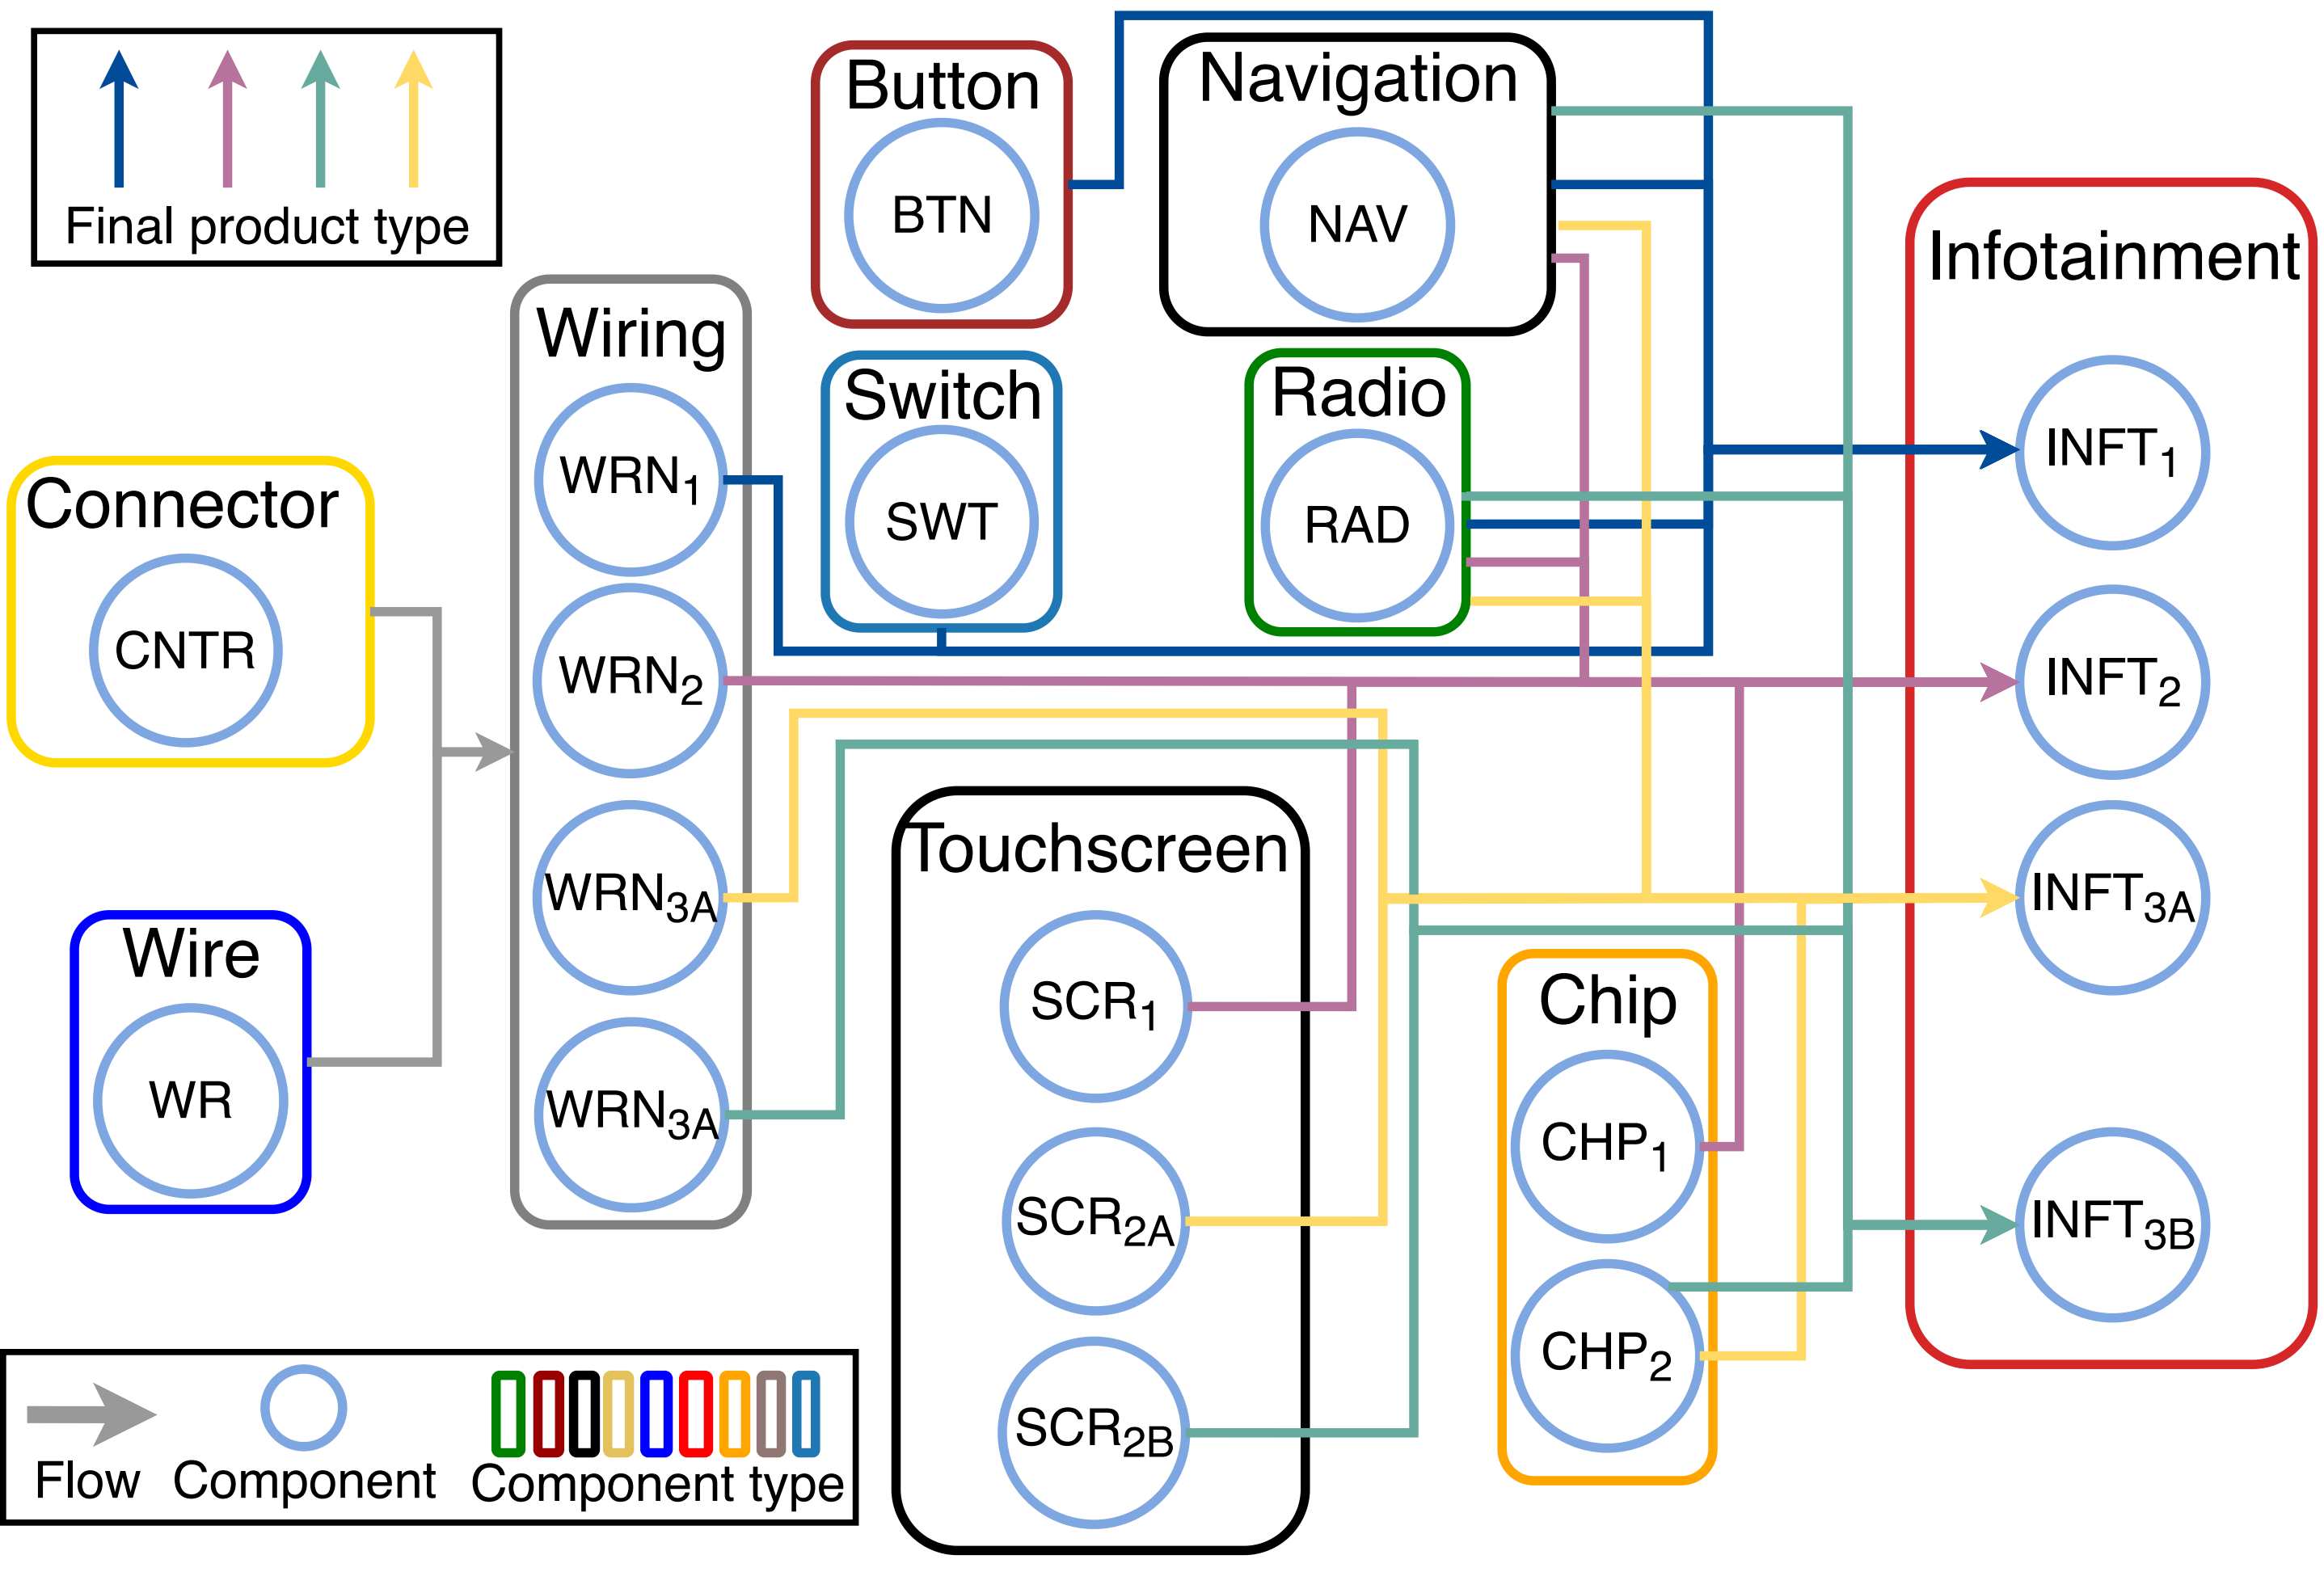 Final product type
Button
BTN
Navigation
NAV
Infotainment
INFT1
INFT2
INFT3A
INFT3B
Wiring
WRN1
WRN2
WRN3A
WRN3A
Switch
SWT
Radio
RAD
Connector
CNTR
Wire
WR
Touchscreen
SCR1
SCR2A
SCR2B
Chip
CHP1
CHP2
Flow
Component
Component type